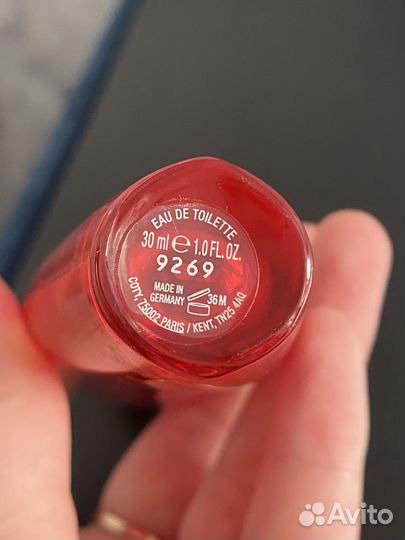 EAU DE TOILETTE
30 ml e 1.0 FL. OZ.
9269
MADE IN
GERMANY
36 M
COTY, 75002 PARIS / KENT, TN25 4AQ
Avito